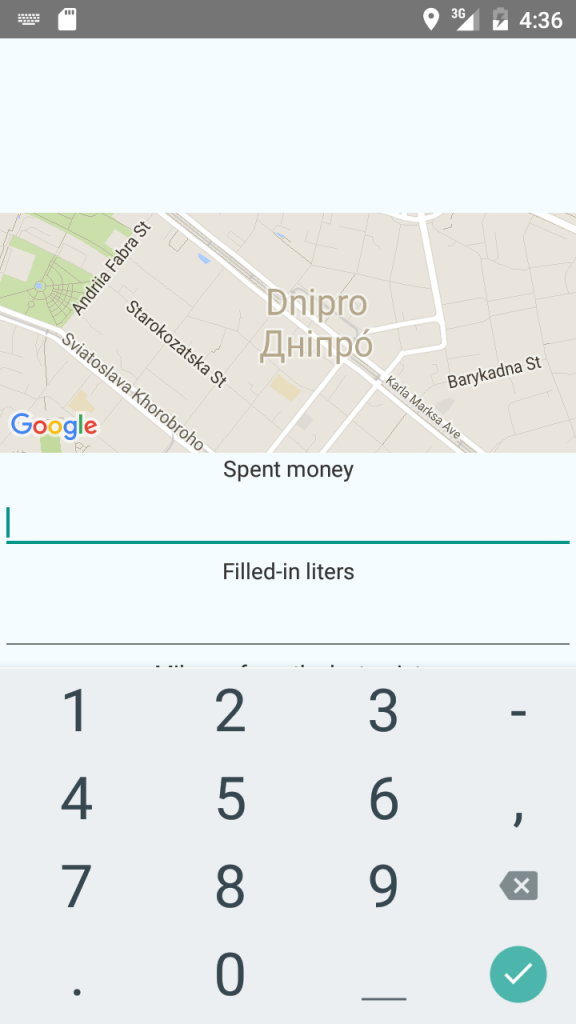 3G 4:36
Andriia Fabra St
Starokozatska St
Sviatoslava Khorobroho
Dnipro
Дніпро́
Barykadna St
Karla Marksa Ave
Google
Spent money
Filled-in liters
1 2 3 -
4 5 6 ,
7 8 9
. 0 _